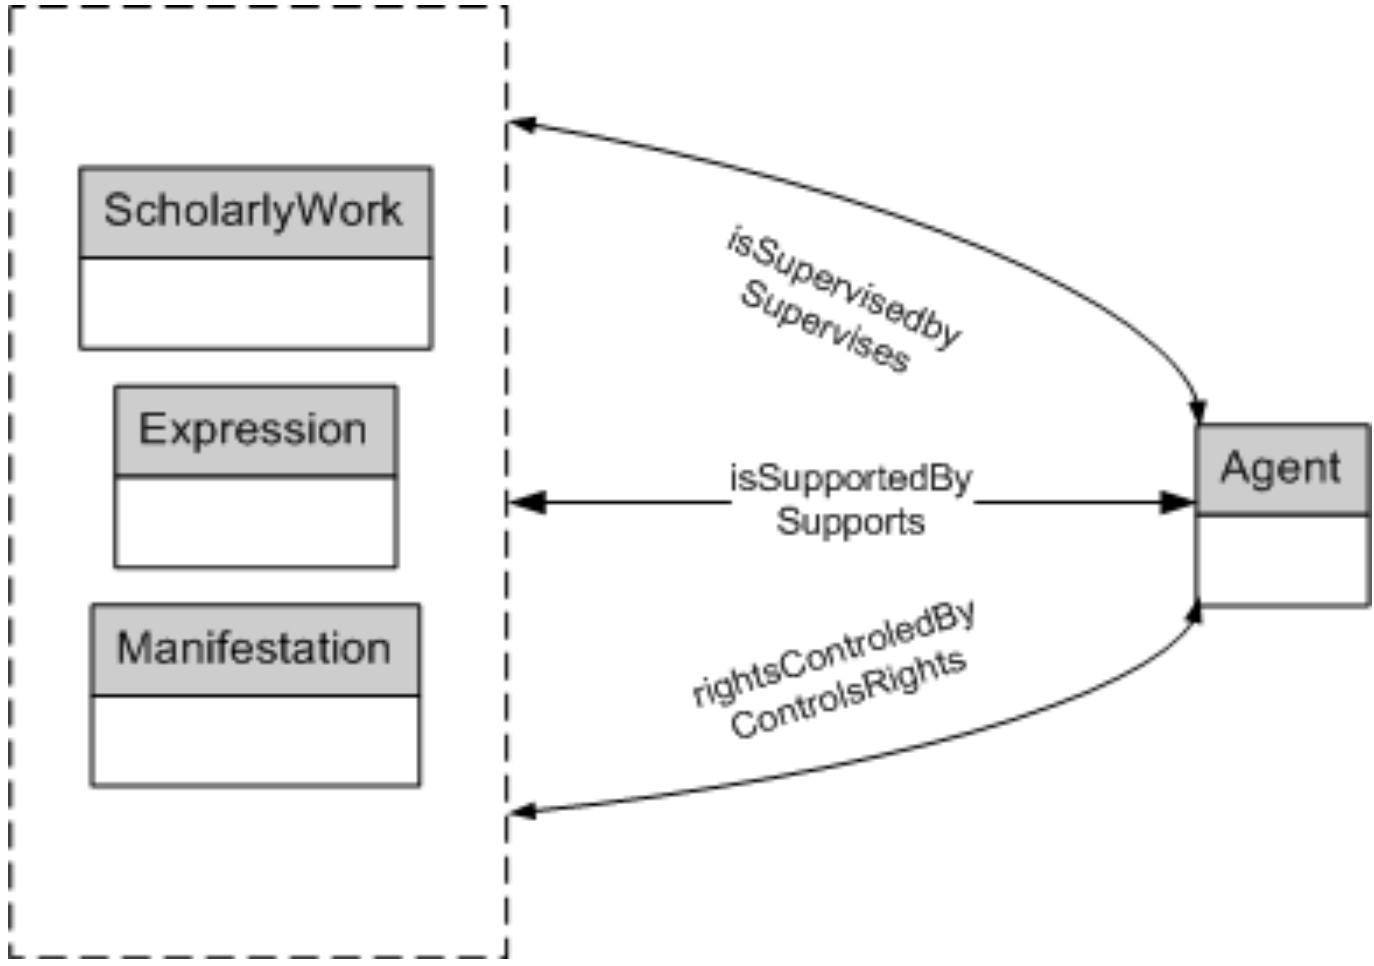 ScholarlyWork
Expression
Manifestation
isSupervisedby
Supervises
isSupportedBy
Supports
rightsControledBy
ControlsRights
Agent